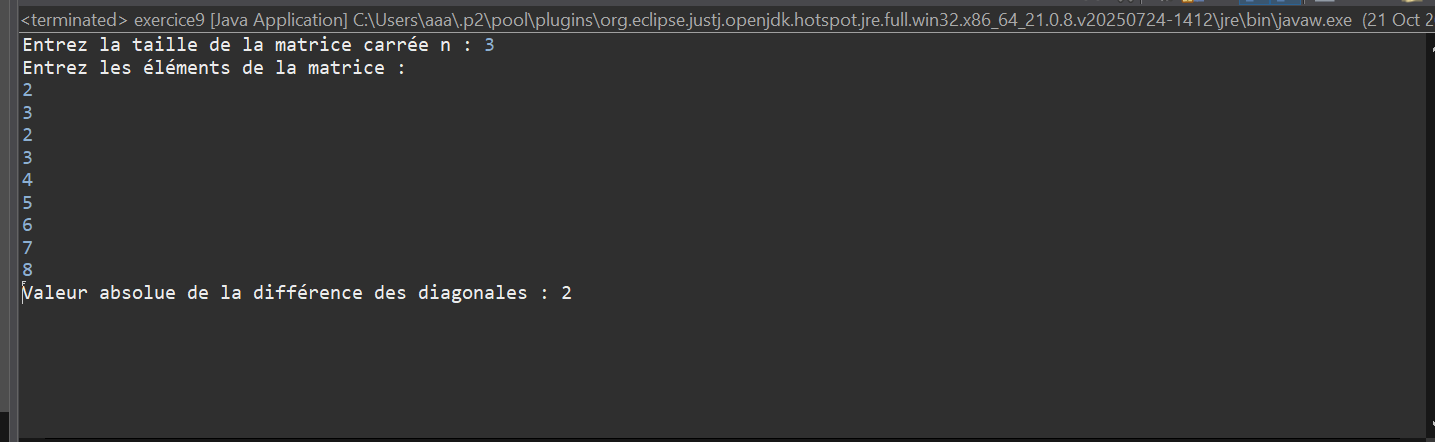 <terminated> exercice9 [Java Application] C:\Users\aaa\.p2\pool\plugins\org.eclipse.justj.openjdk.hotspot.jre.full.win32.x86_64_21.0.8.v20250724-1412\jre\bin\javaw.exe (21 Oct 2
Entrez la taille de la matrice carrée n : 3
Entrez les éléments de la matrice :
2
3
2
3
4
5
6
7
8
Valeur absolue de la différence des diagonales : 2